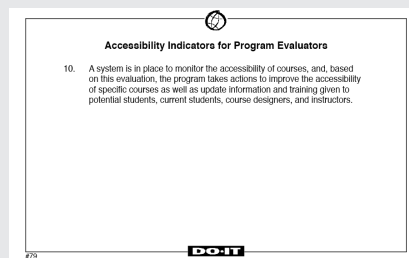 Accessibility Indicators for Program Evaluators
10. A system is in place to monitor the accessibility of courses, and, based
on this evaluation, the program takes actions to improve the accessibility
of specific courses as well as update information and training given to
potential students, current students, course designers, and instructors.
DO-IT
#79